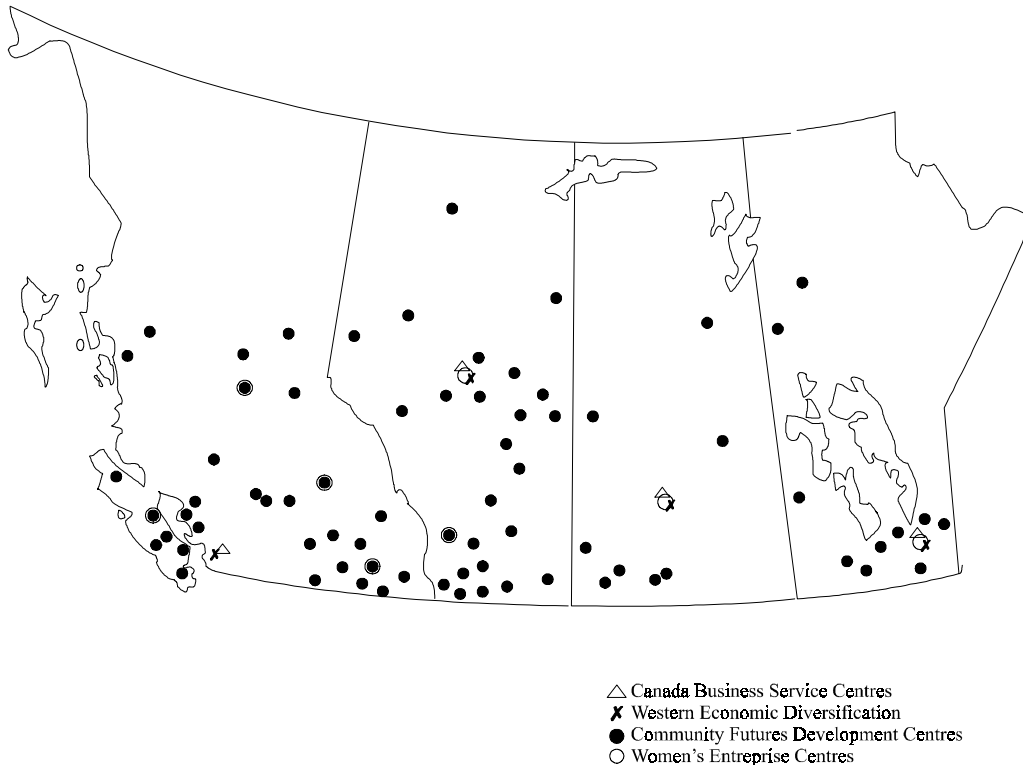 Canada Business Service Centres
Western Economic Diversification
Community Futures Development Centres
Women's Entreprise Centres